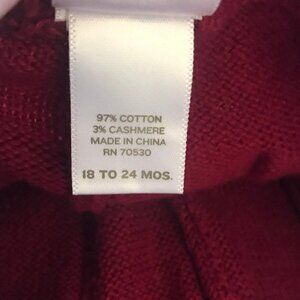 97% COTTON
3% CASHMERE
MADE IN CHINA
RN 70530
18 TO 24 MOS.